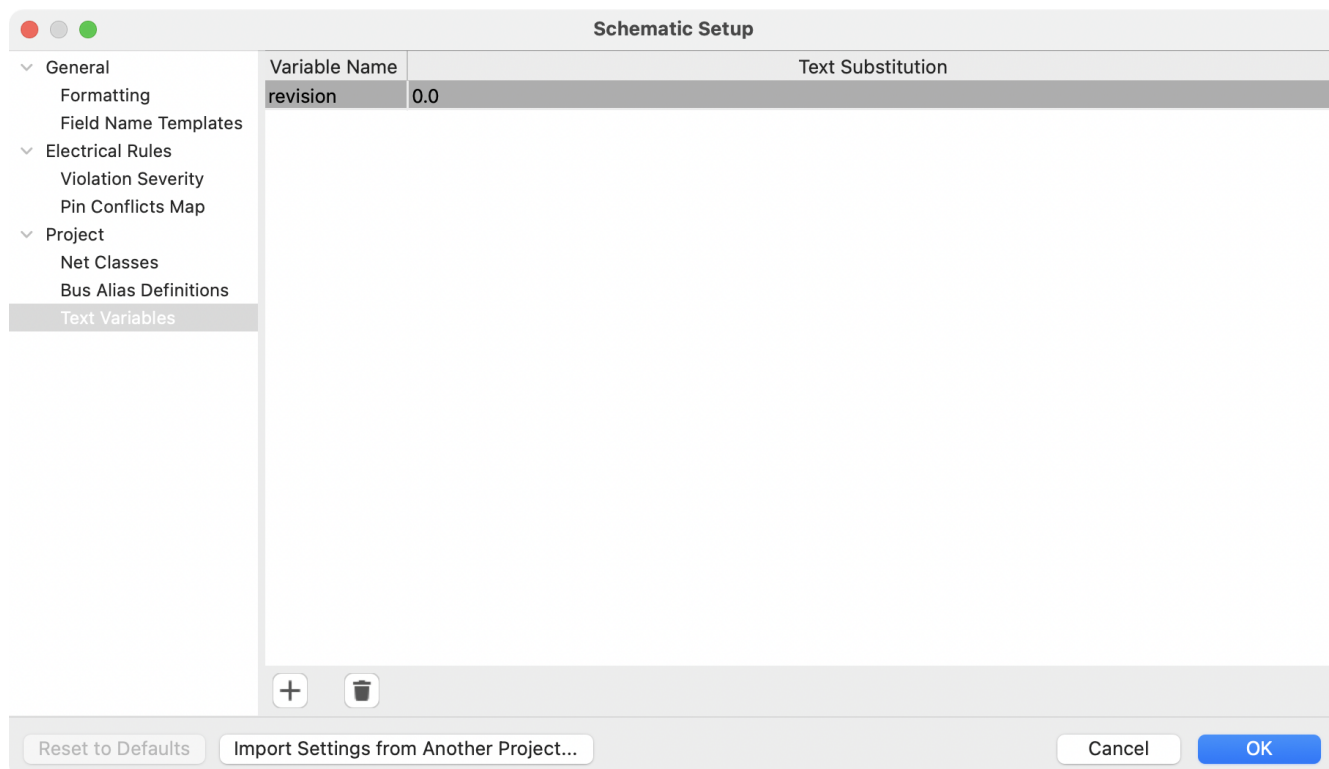 Schematic Setup
General
Formatting
Field Name Templates
Electrical Rules
Violation Severity
Pin Conflicts Map
Project
Net Classes
Bus Alias Definitions
Text Variables
Variable Name Text Substitution
revision 0.0
Reset to Defaults Import Settings from Another Project... Cancel OK